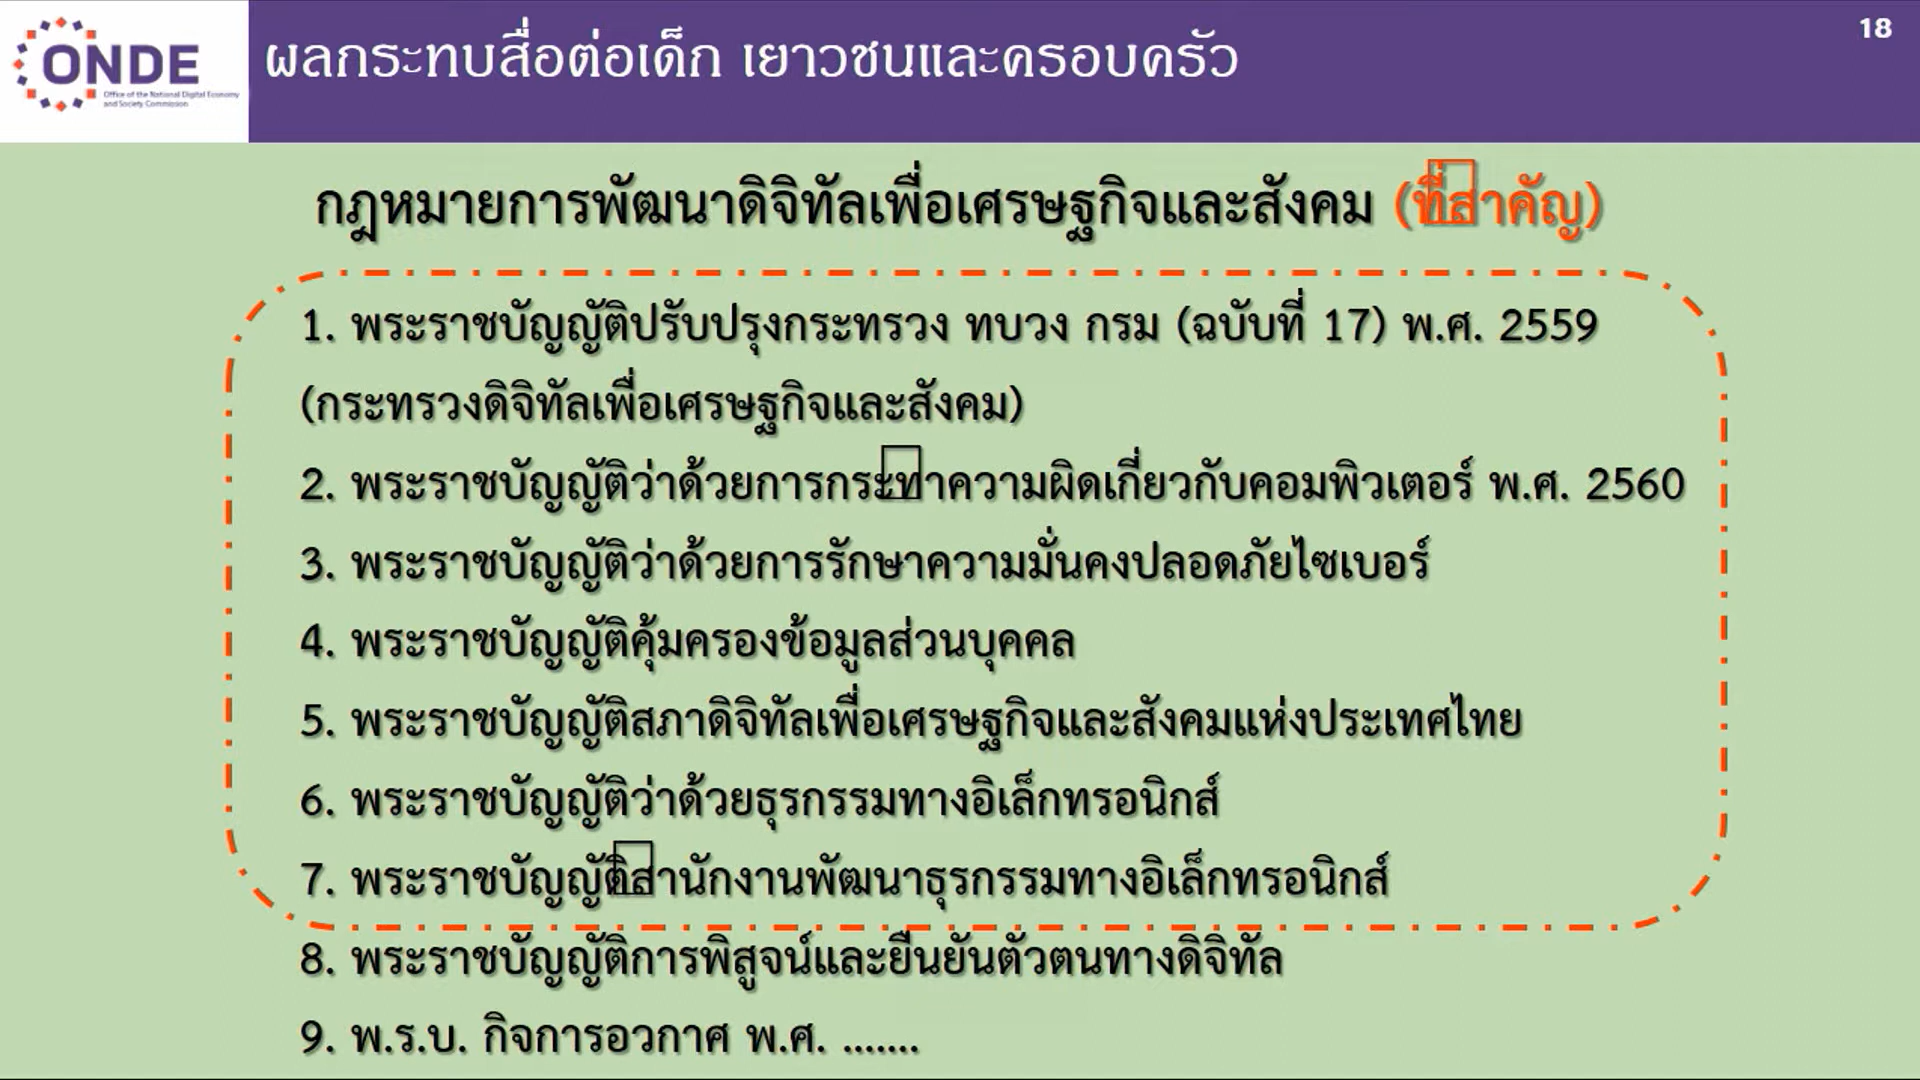 18
ONDE
Office of the National Digital Economy
and Society Commission
ผลกระทบสื่อต่อเด็ก เยาวชนและครอบครัว
กฎหมายการพัฒนาดิจิทัลเพื่อเศรษฐกิจและสังคม (ที่สำคัญ)
1. พระราชบัญญัติปรับปรุงกระทรวง ทบวง กรม (ฉบับที่ 17) พ.ศ. 2559
(กระทรวงดิจิทัลเพื่อเศรษฐกิจและสังคม)
2. พระราชบัญญัติว่าด้วยการกระทำความผิดเกี่ยวกับคอมพิวเตอร์ พ.ศ. 2560
3. พระราชบัญญัติว่าด้วยการรักษาความมั่นคงปลอดภัยไซเบอร์
4. พระราชบัญญัติคุ้มครองข้อมูลส่วนบุคคล
5. พระราชบัญญัติสภาดิจิทัลเพื่อเศรษฐกิจและสังคมแห่งประเทศไทย
6. พระราชบัญญัติว่าด้วยธุรกรรมทางอิเล็กทรอนิกส์
7. พระราชบัญญัติสำนักงานพัฒนาธุรกรรมทางอิเล็กทรอนิกส์
8. พระราชบัญญัติการพิสูจน์และยืนยันตัวตนทางดิจิทัล
9. พ.ร.บ. กิจการอวกาศ พ.ศ. .......